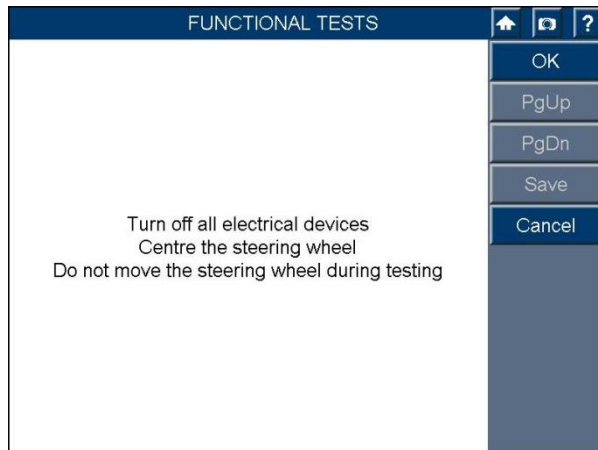 FUNCTIONAL TESTS
?
OK
PgUp
PgDn
Save
Cancel
Turn off all electrical devices
Centre the steering wheel
Do not move the steering wheel during testing